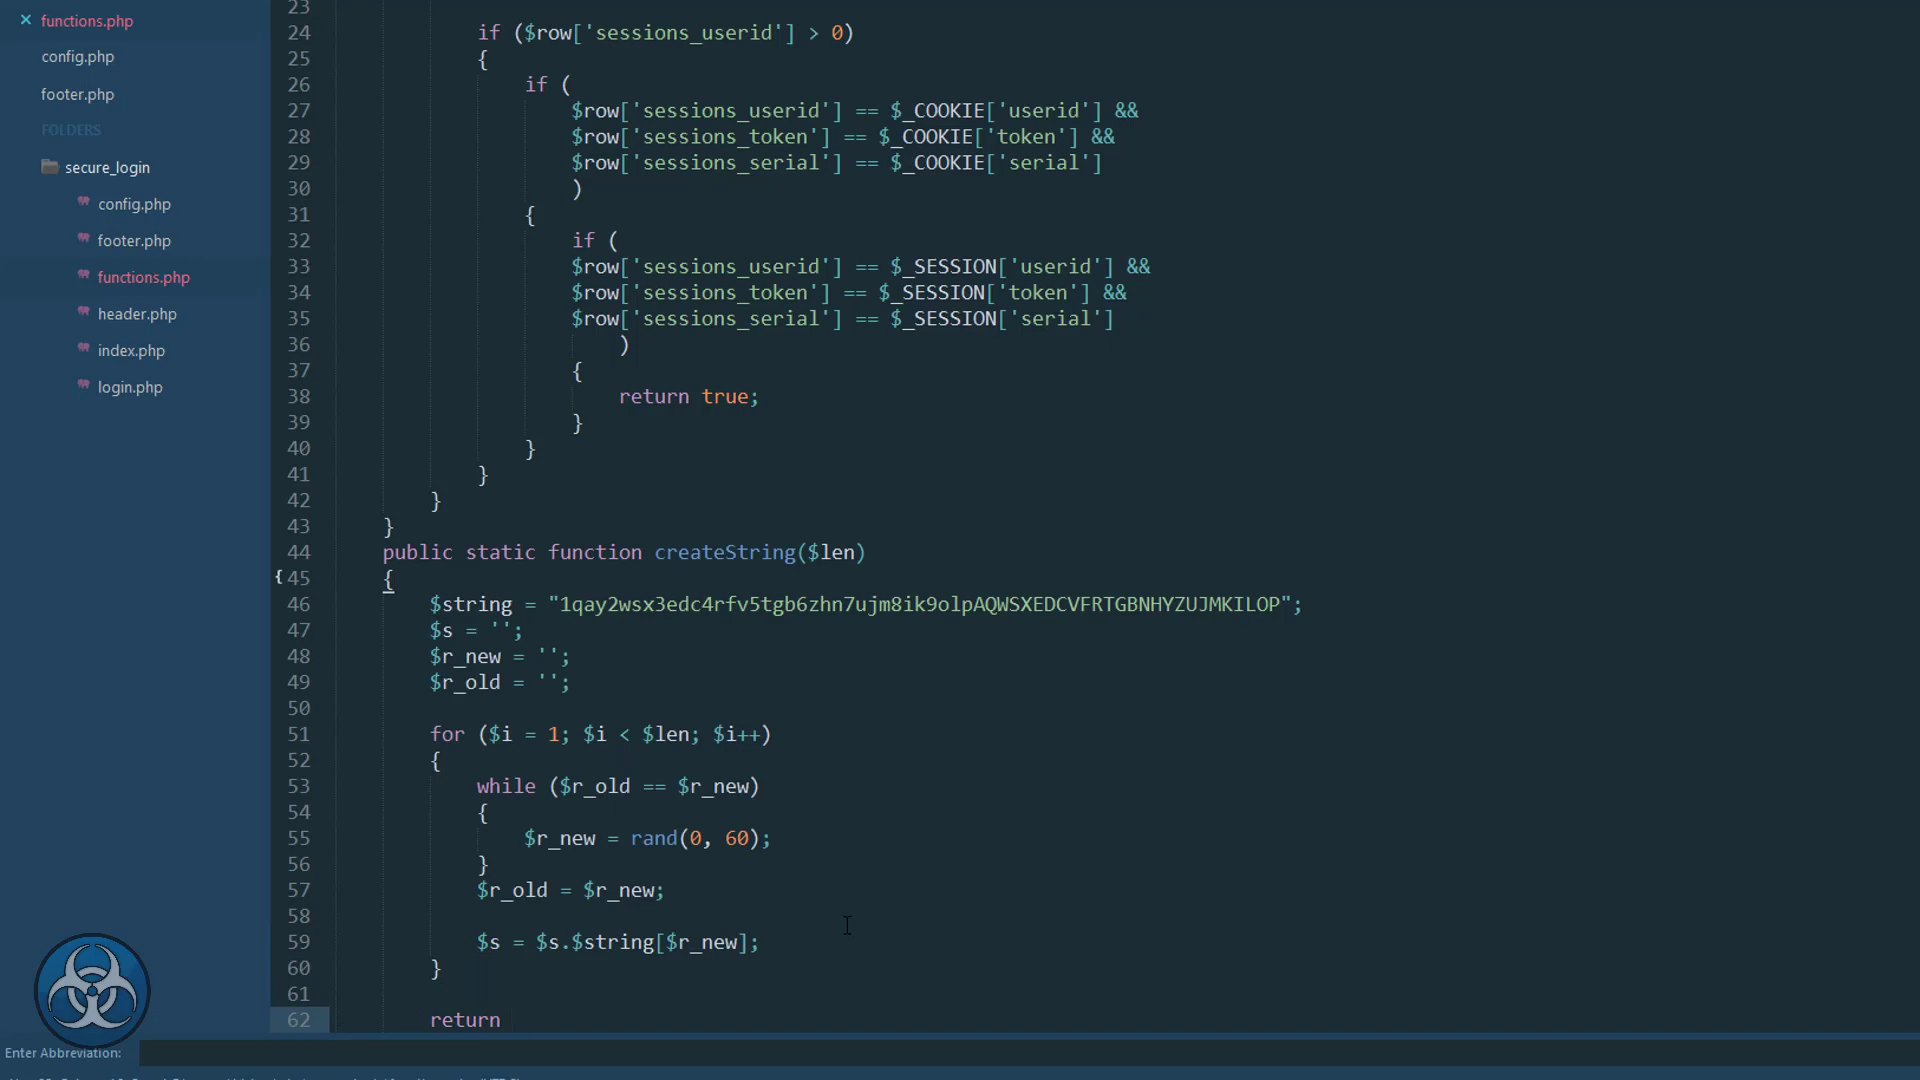 functions.php
config.php
footer.php
FOLDERS
secure_login
config.php
footer.php
functions.php
header.php
index.php
login.php
23
24 if ($row['sessions_userid'] > 0)
25 {
26 if (
27 $row['sessions_userid'] == $_COOKIE['userid'] &&
28 $row['sessions_token'] == $_COOKIE['token'] &&
29 $row['sessions_serial'] == $_COOKIE['serial']
30 )
31 {
32 if (
33 $row['sessions_userid'] == $_SESSION['userid'] &&
34 $row['sessions_token'] == $_SESSION['token'] &&
35 $row['sessions_serial'] == $_SESSION['serial']
36 )
37 {
38 return true;
39 }
40 }
41 }
42 }
43 }
44 public static function createString($len)
{ 45 {
46 $string = "1qay2wsx3edc4rfv5tgb6zhn7ujm8ik9olpAQWSXEDCVFRTGBNHYZUJMKILOP";
47 $s = '';
48 $r_new = '';
49 $r_old = '';
50
51 for ($i = 1; $i < $len; $i++)
52 {
53 while ($r_old == $r_new)
54 {
55 $r_new = rand(0, 60);
56 }
57 $r_old = $r_new;
58
59 $s = $s.$string[$r_new];
60 }
61
62 return
Enter Abbreviation: